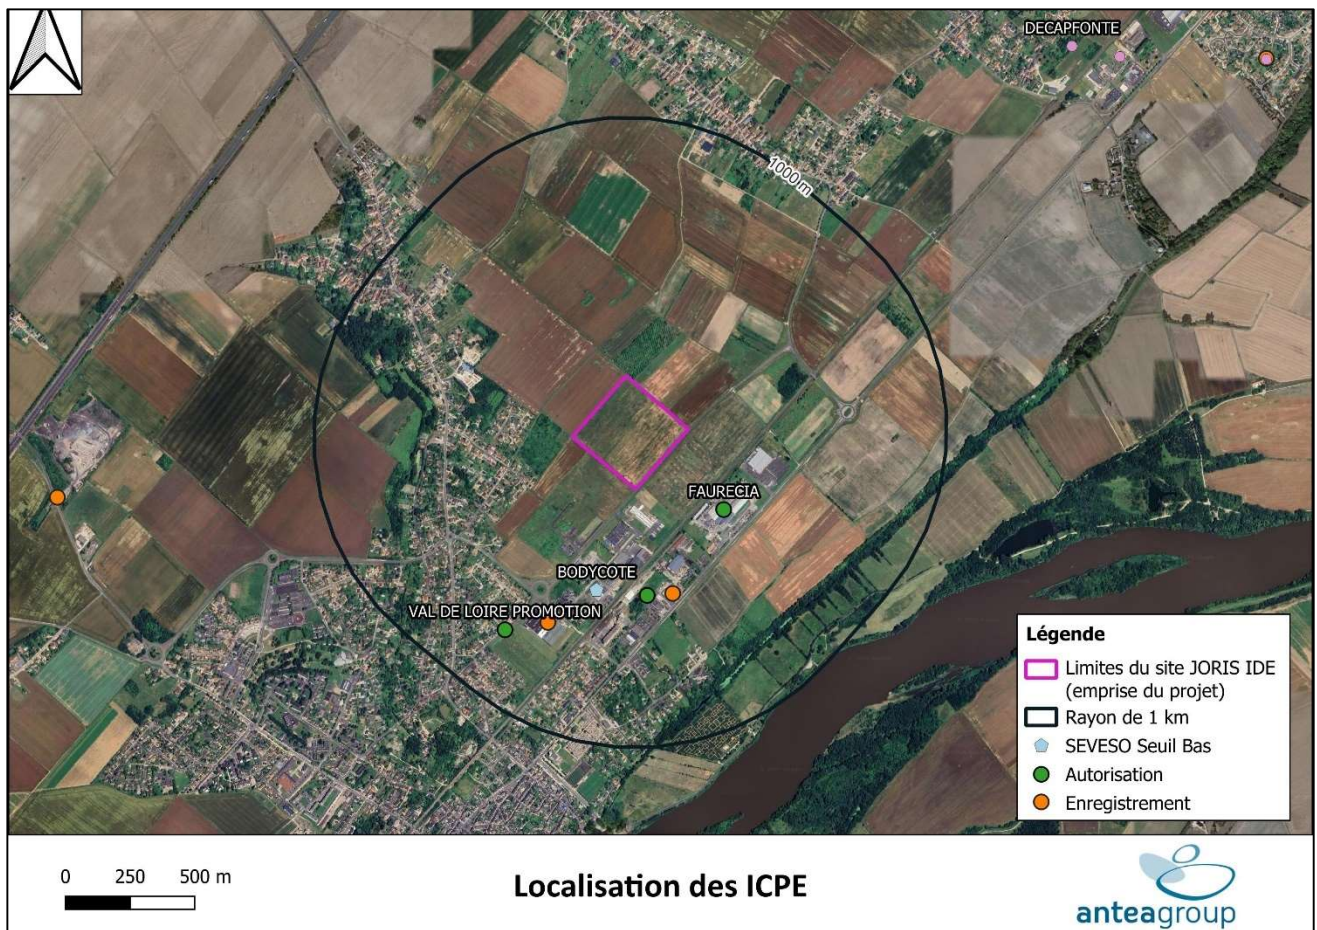 DECAPFONTE
1000 m
FAURECIA
BODYCOTE
VAL DE LOIRE PROMOTION
Légende
Limites du site JORIS IDE
(emprise du projet)
Rayon de 1 km
SEVESO Seuil Bas
Autorisation
Enregistrement
0 250 500 m
Localisation des ICPE
anteagroup